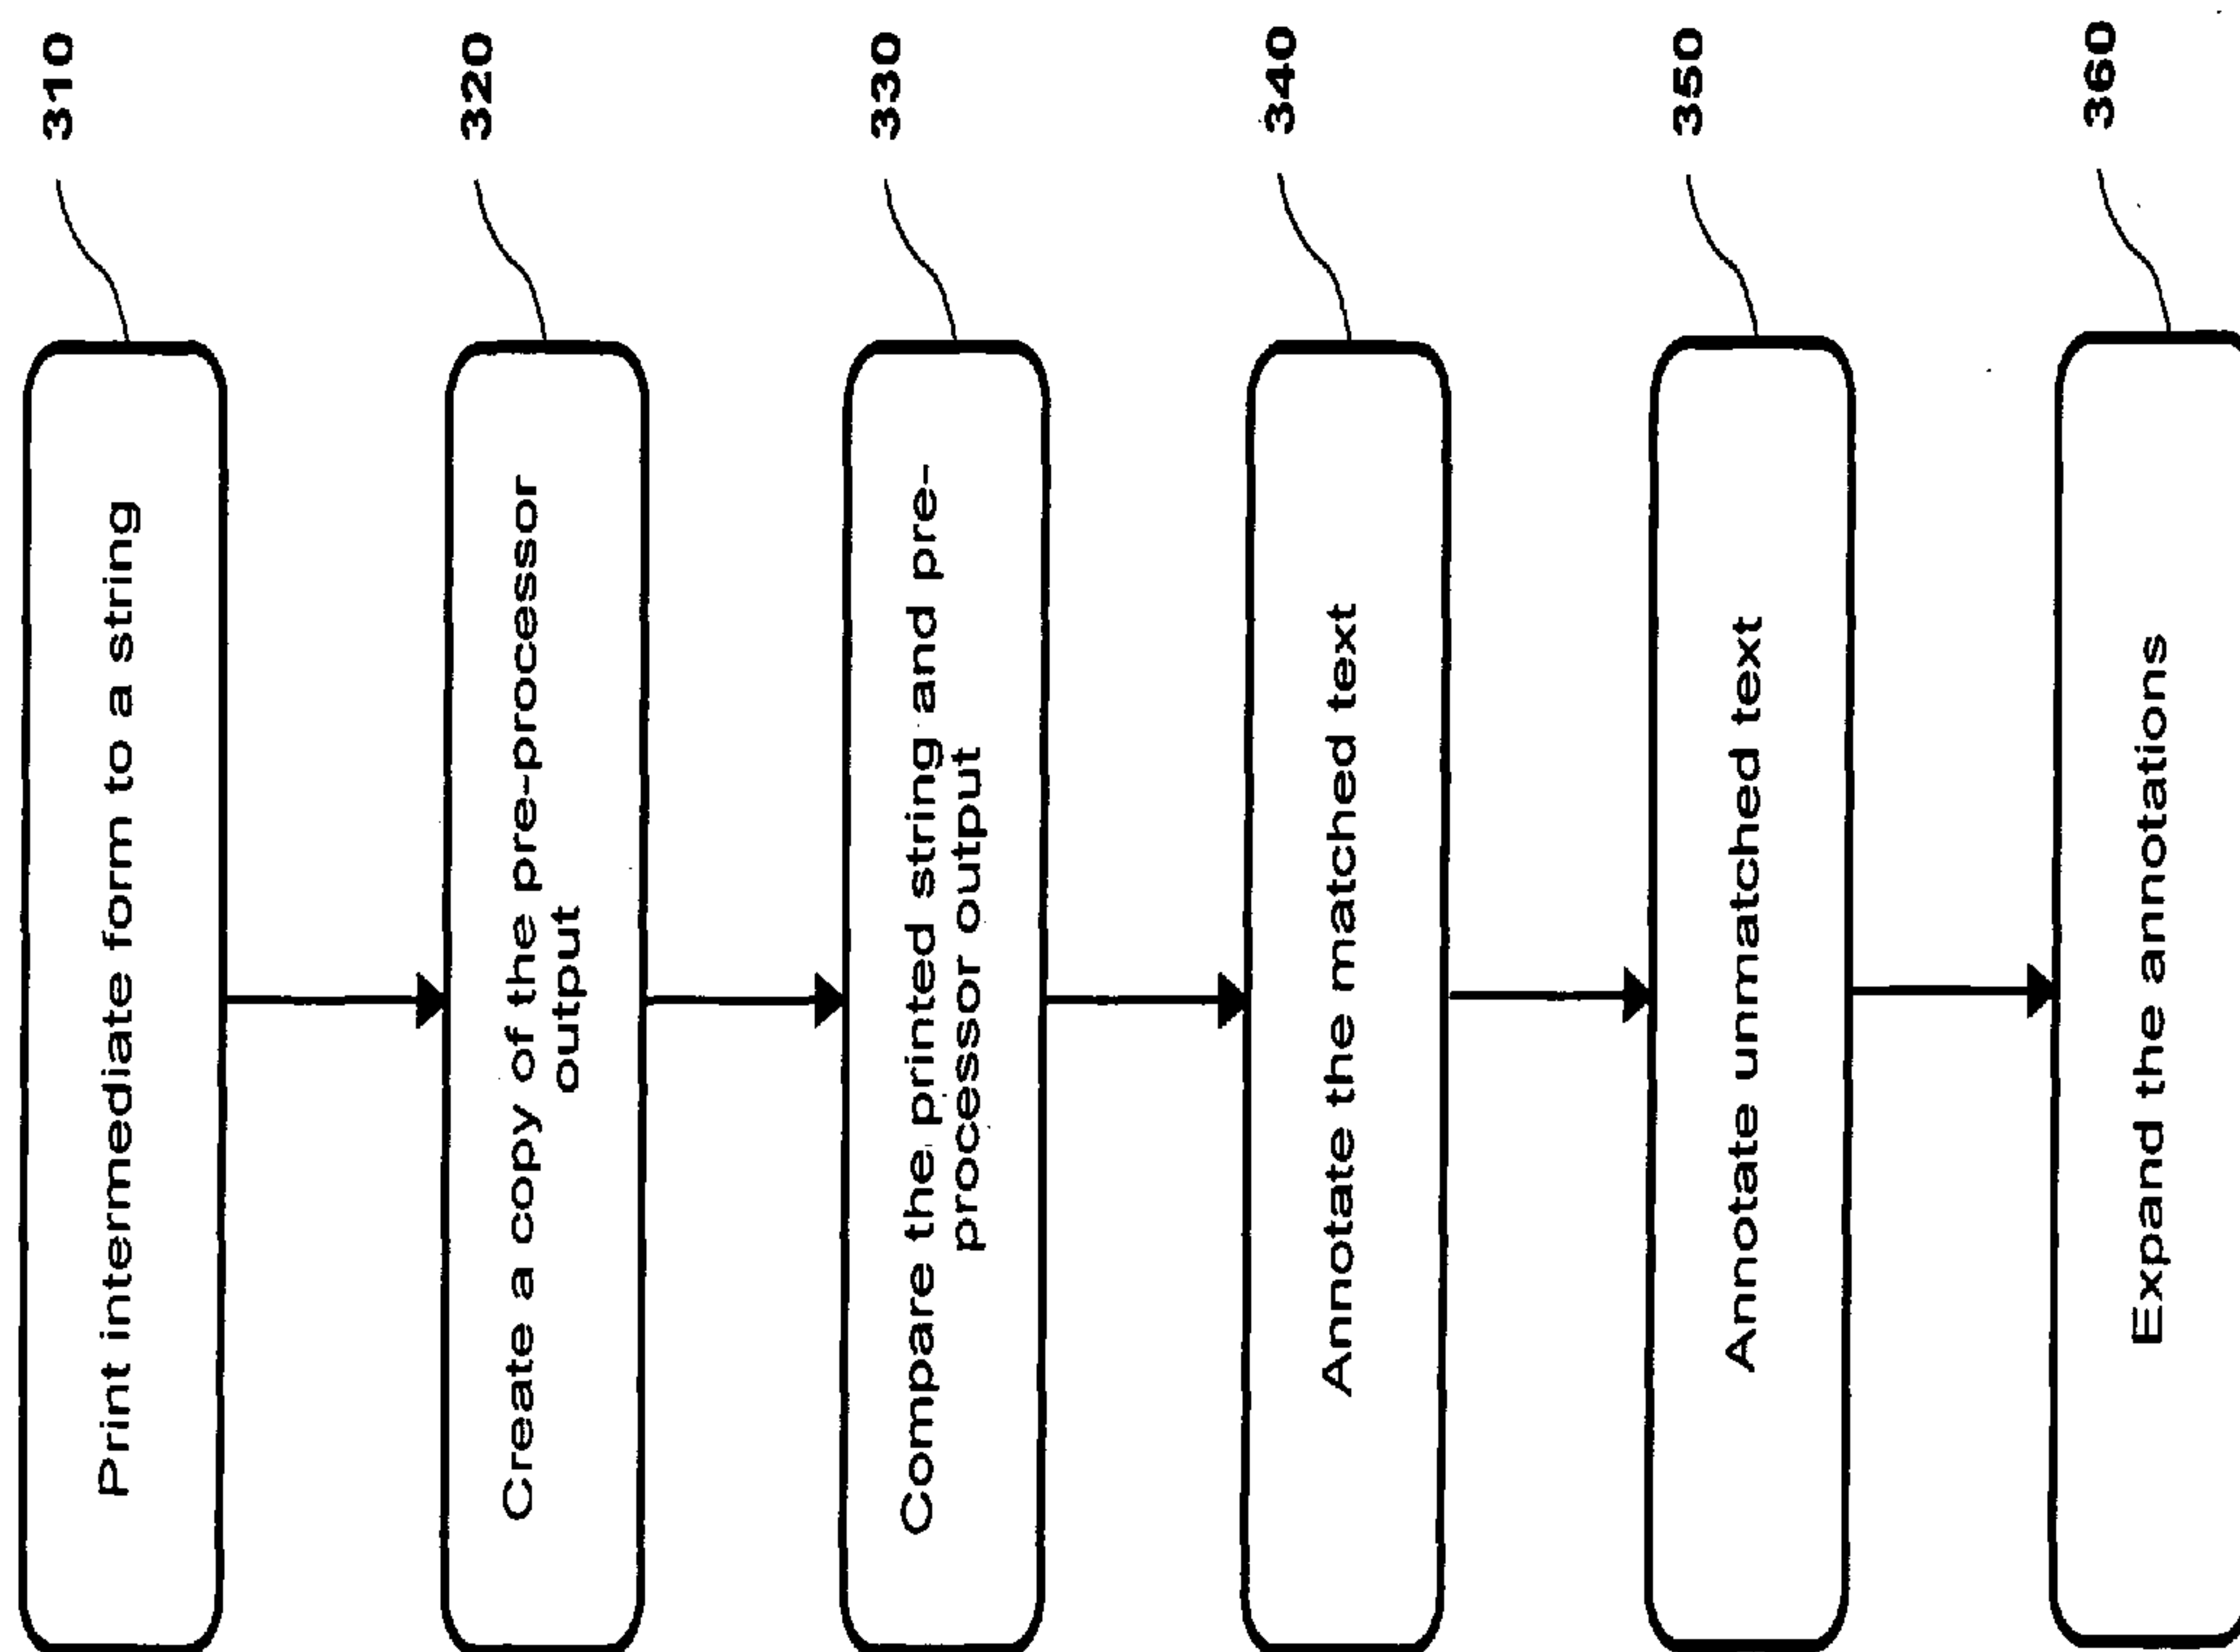 310
Print intermediate form to a string
320
Create a copy of the pre-processor
output
330
Compare the printed string and pre-
processor output
340
Annotate the matched text
350
Annotate unmatched text
360
Expand the annotations